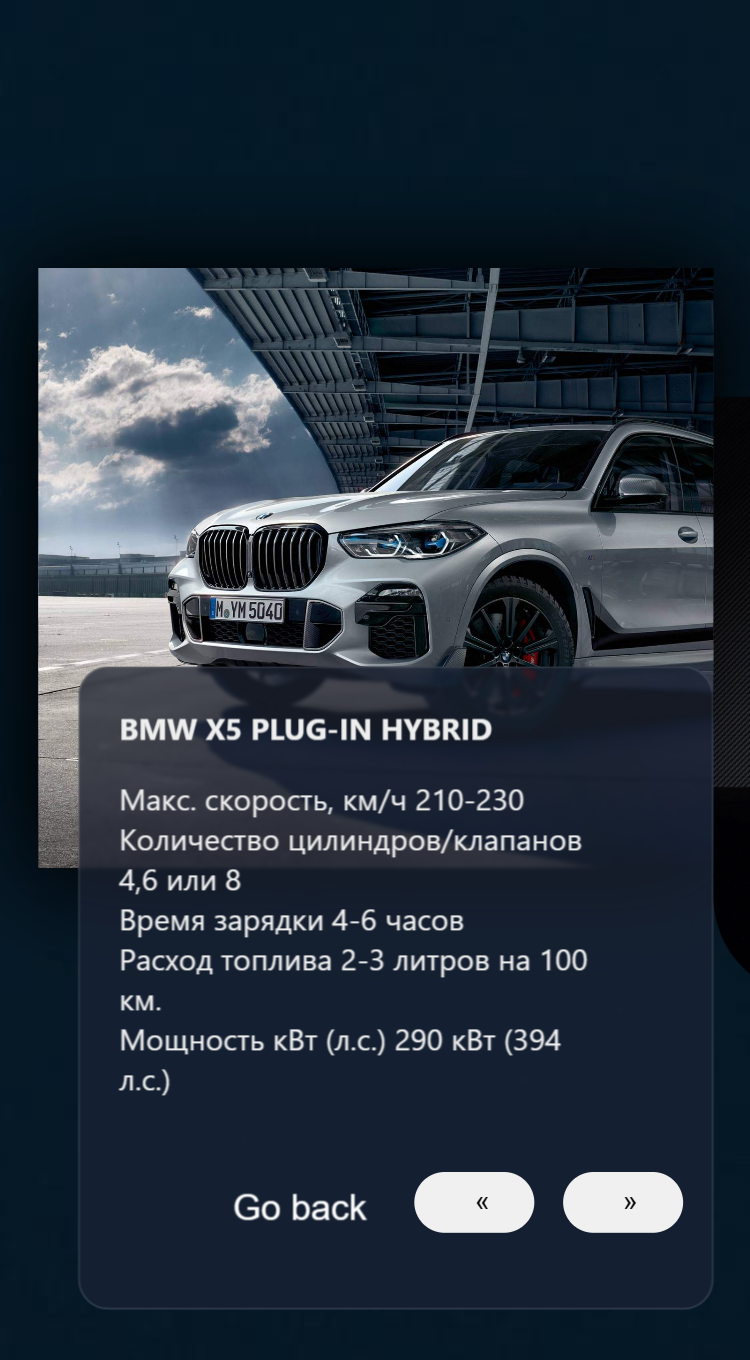 M YM 5040
BMW X5 PLUG-IN HYBRID
Макс. скорость, км/ч 210-230
Количество цилиндров/клапанов
4,6 или 8
Время зарядки 4-6 часов
Расход топлива 2-3 литров на 100
км.
Мощность кВт (л.с.) 290 кВт (394
л.с.)
Go back « »